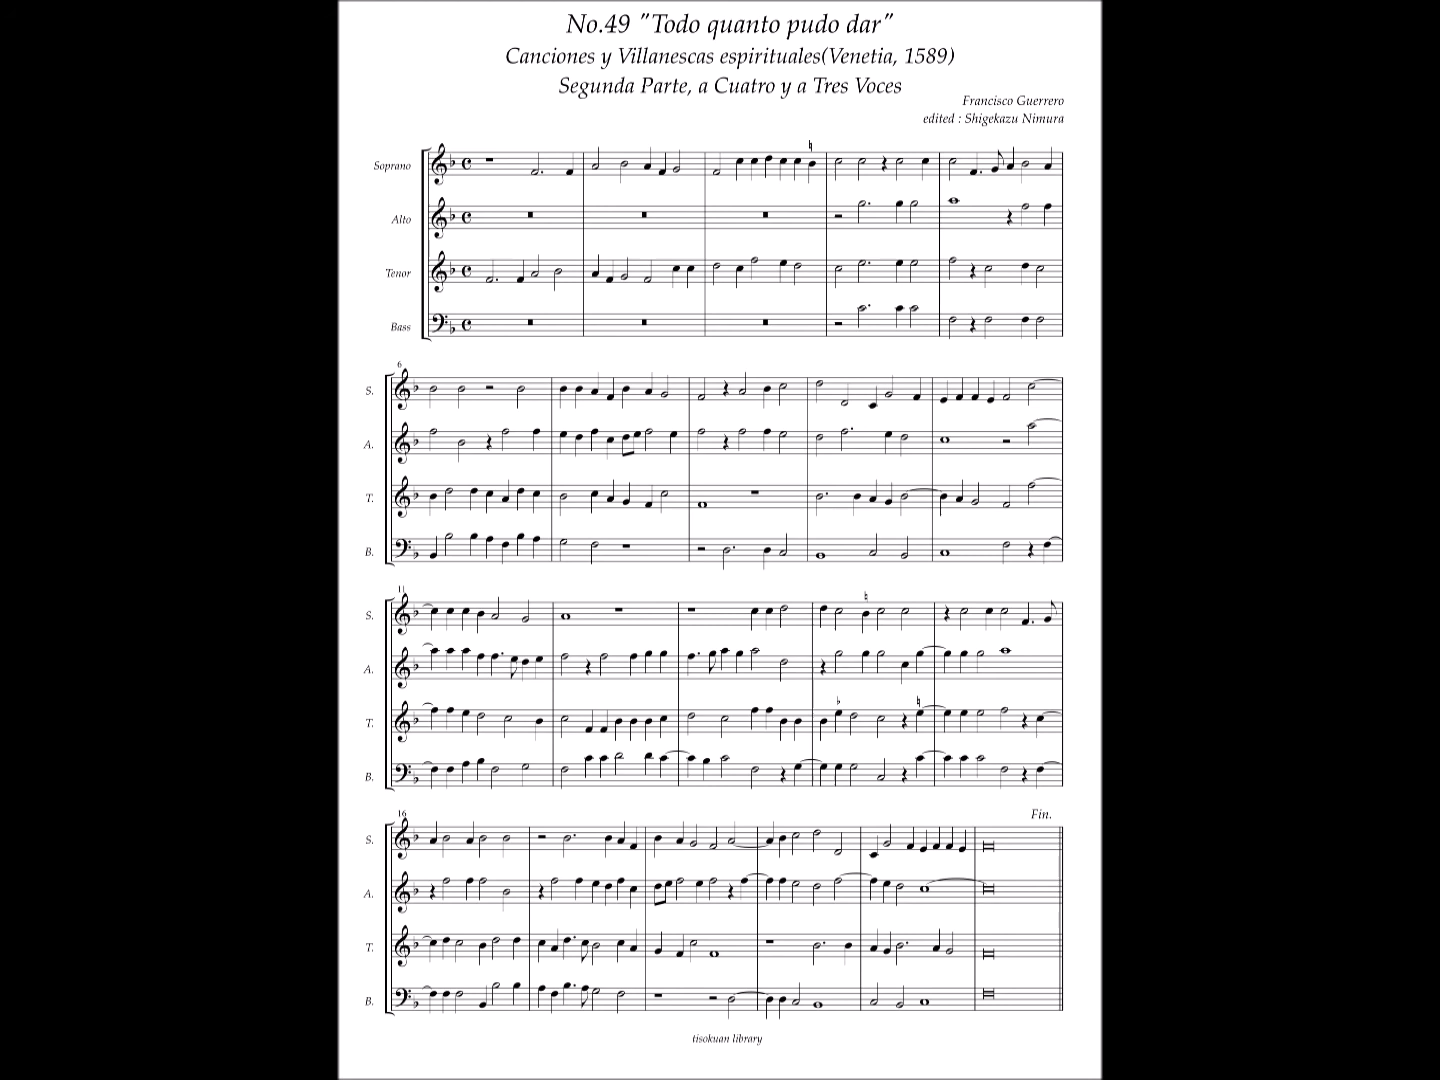 No.49 "Todo quanto pudo dar"
Canciones y Villanescas espirituales(Venetia, 1589)
Segunda Parte, a Cuatro y a Tres Voces
Francisco Guerrero
edited : Shigekazu Nimura
Soprano
Alto
Tenor
Bass
6
S.
A.
T.
B.
11
S.
A.
T.
B.
16
Fin.
S.
A.
T.
B.
tisokuan library